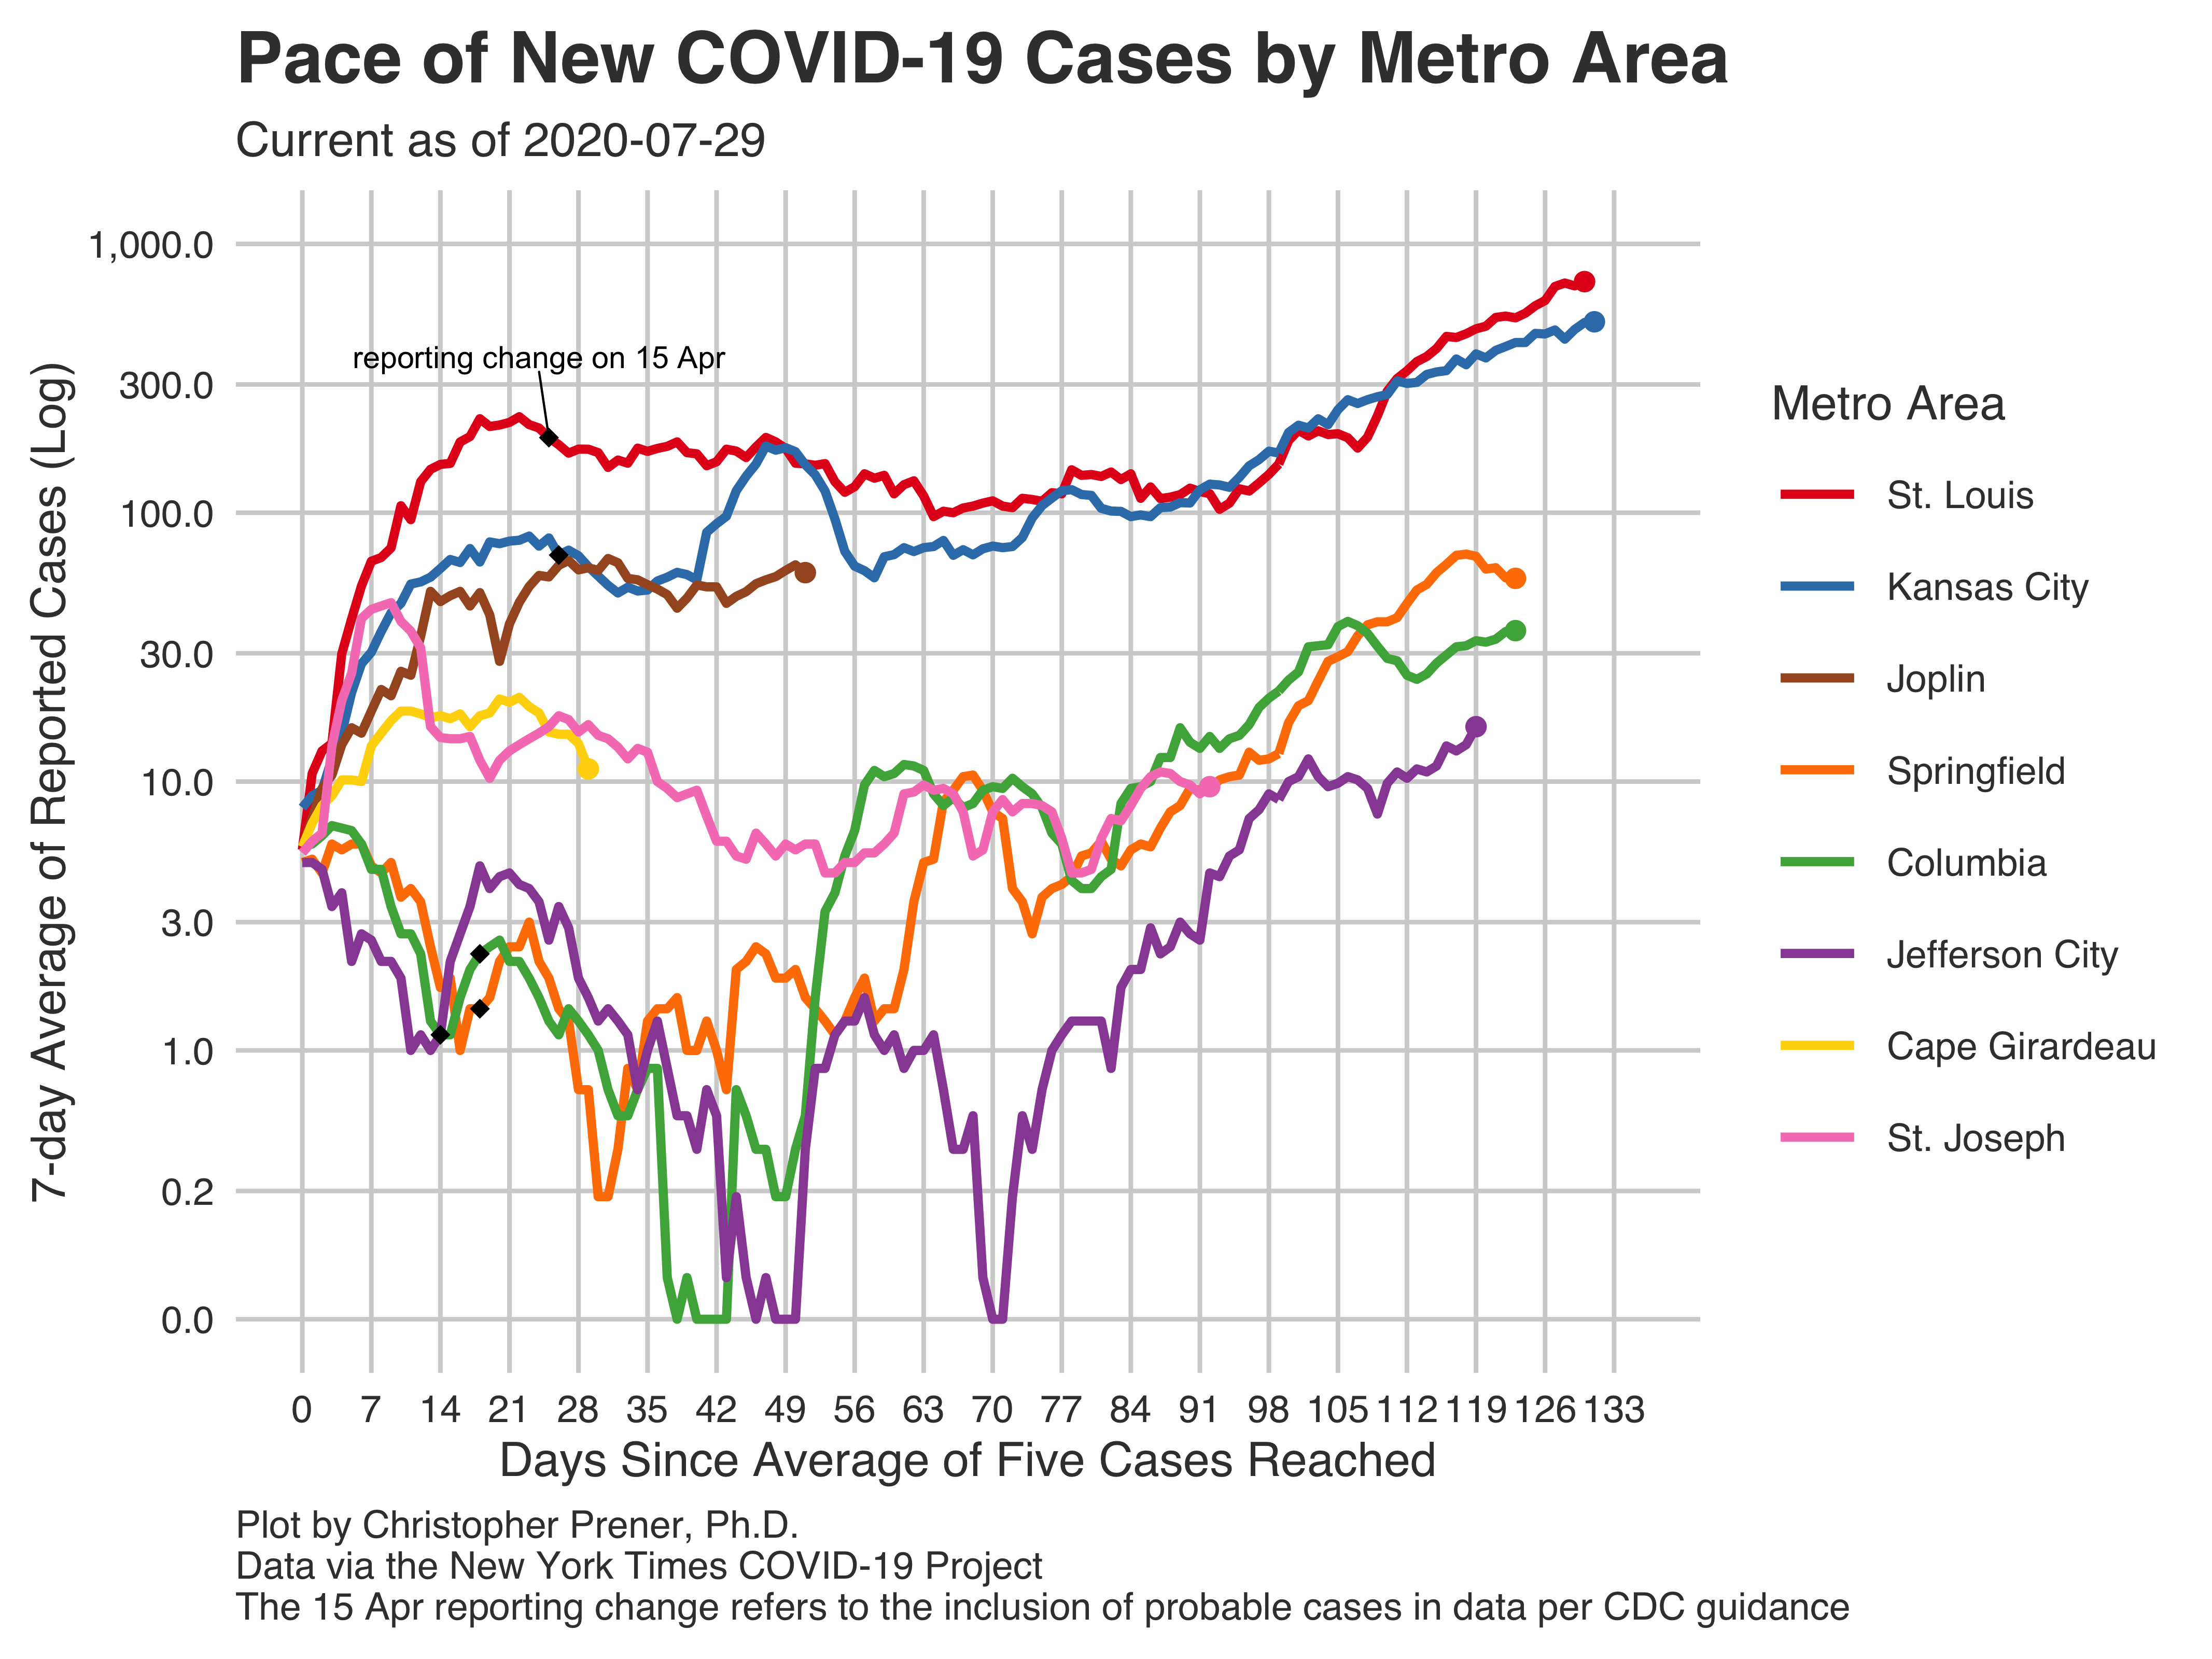 Pace of New COVID-19 Cases by Metro Area
Current as of 2020-07-29
7-day Average of Reported Cases (Log)
1,000.0
300.0
100.0
30.0
10.0
3.0
1.0
0.2
0.0
reporting change on 15 Apr
Metro Area
St. Louis
Kansas City
Joplin
Springfield
Columbia
Jefferson City
Cape Girardeau
St. Joseph
0 7 14 21 28 35 42 49 56 63 70 77 84 91 98 105 112 119 126 133
Days Since Average of Five Cases Reached
Plot by Christopher Prener, Ph.D.
Data via the New York Times COVID-19 Project
The 15 Apr reporting change refers to the inclusion of probable cases in data per CDC guidance